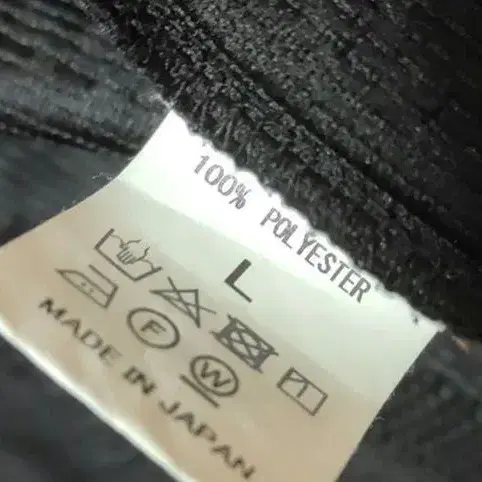 100% POLYESTER
L
F W
MADE IN JAPAN